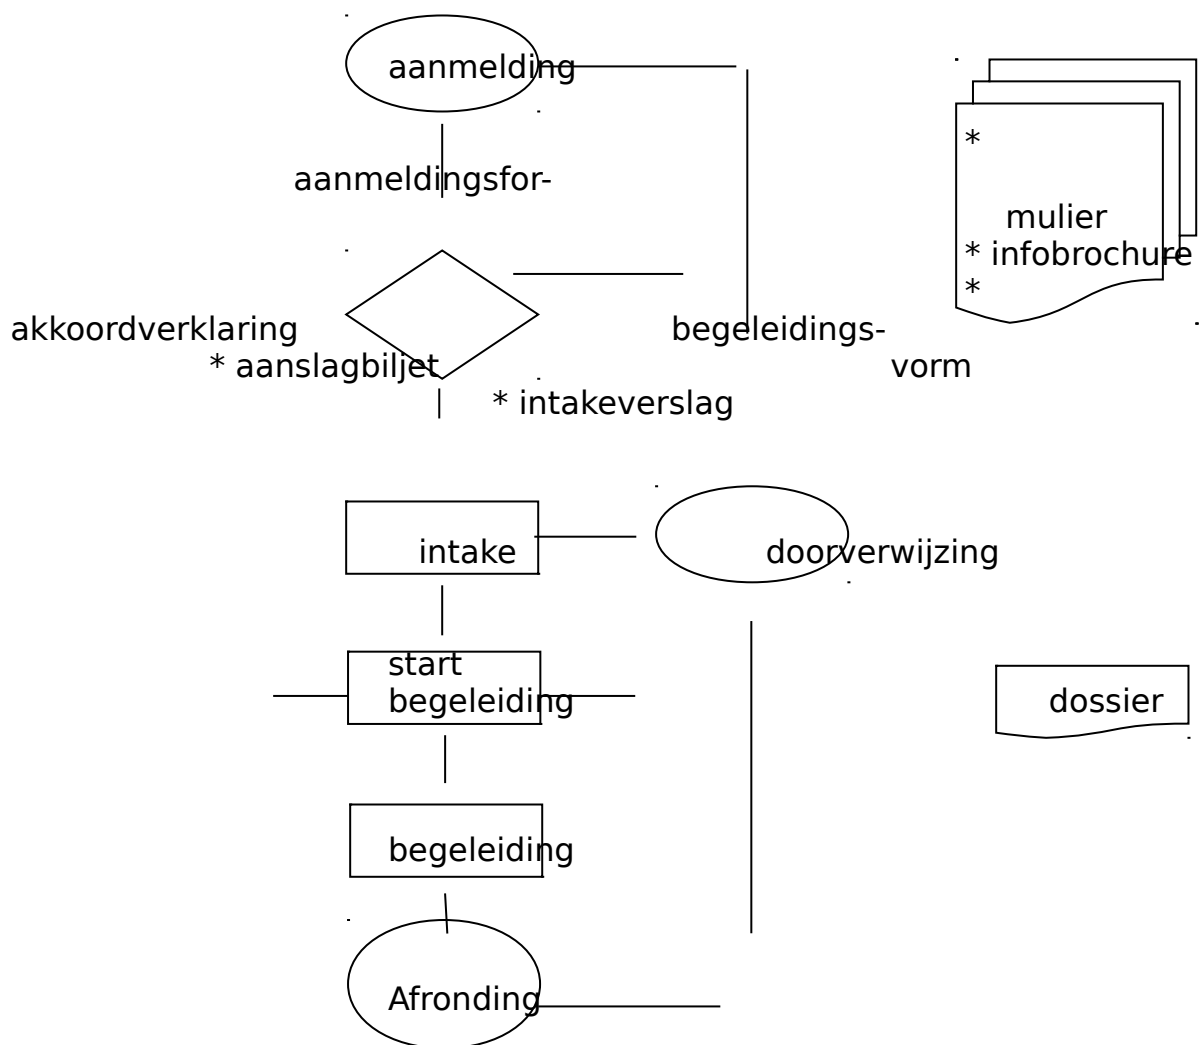 aanmelding
*
aanmeldingsfor-
mulier
* infobrochure
*
akkoordverklaring
begeleidings-
* aanslagbiljet
vorm
* intakeverslag
intake
doorverwijzing
start
begeleiding
dossier
begeleiding
Afronding